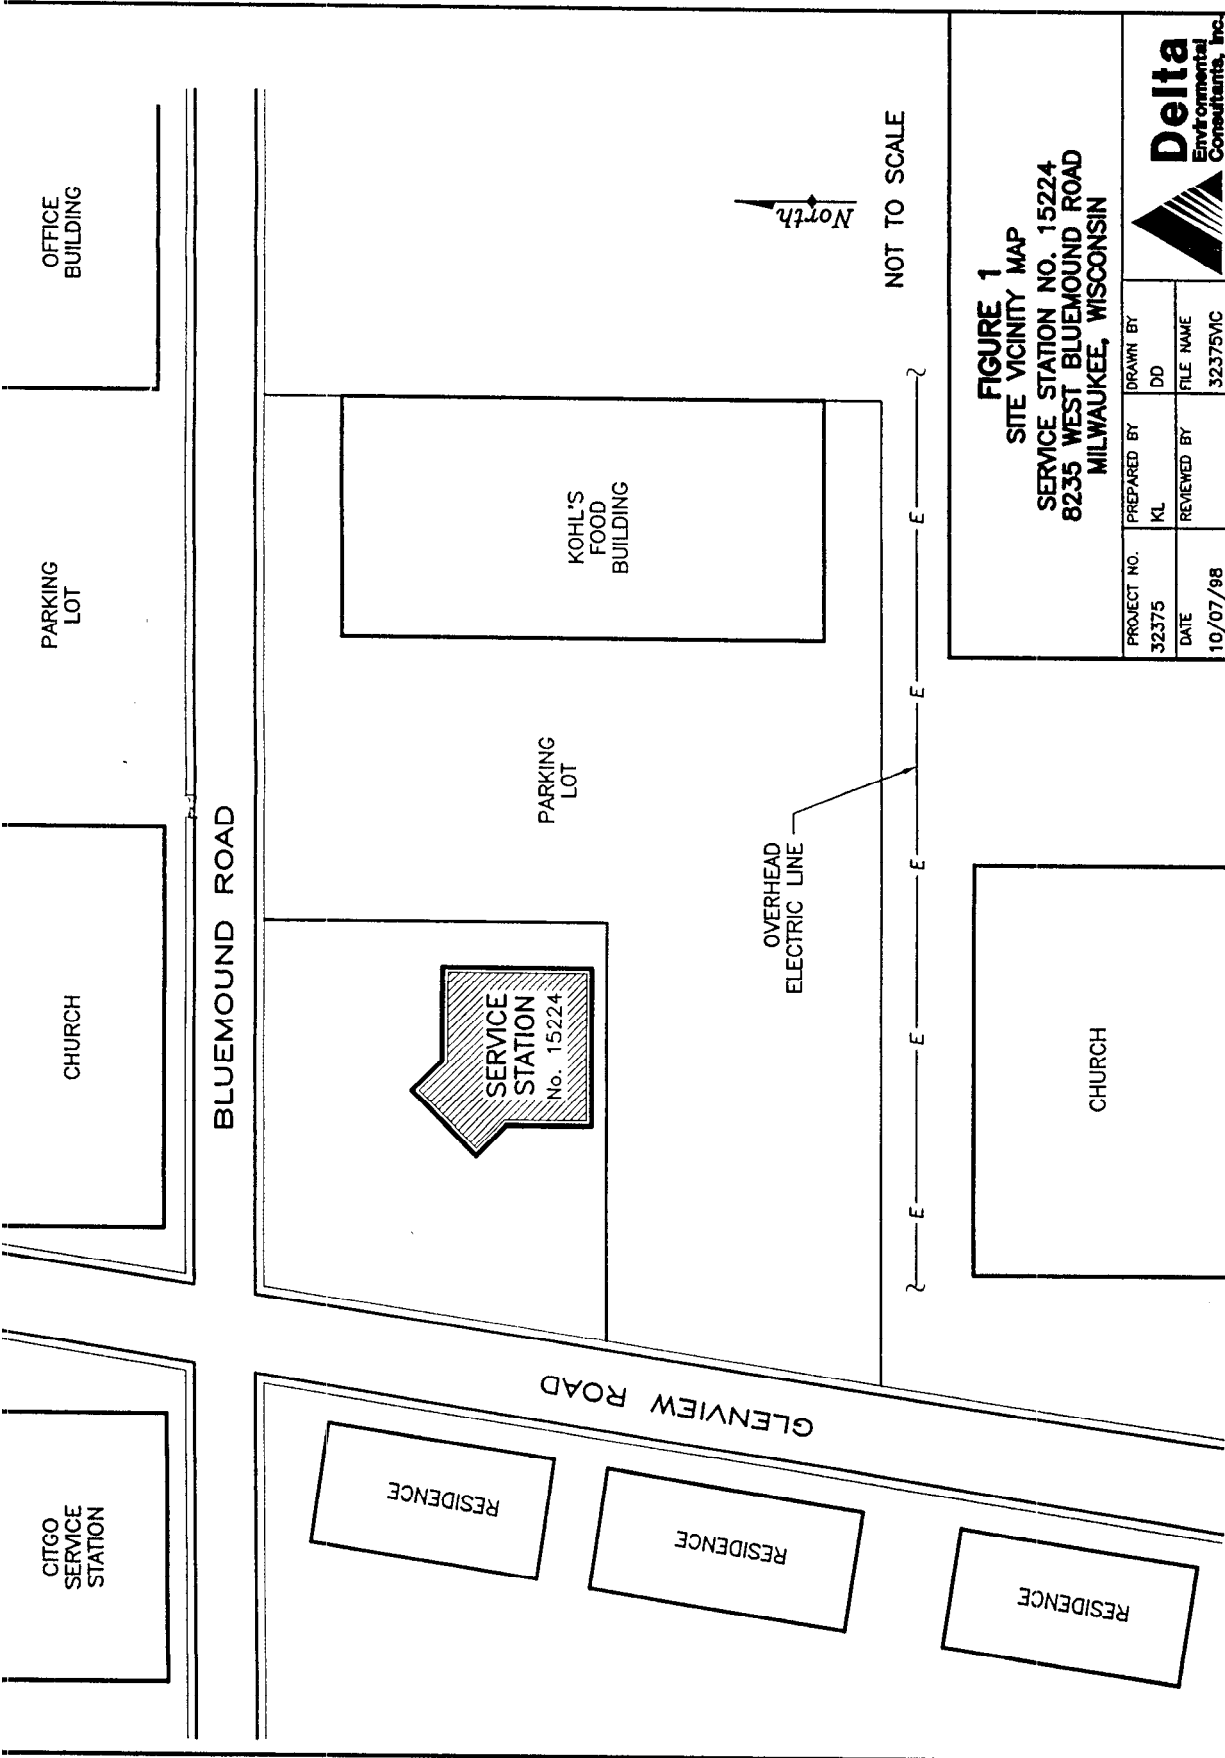 CITGO
SERVICE
STATION
CHURCH
PARKING
LOT
OFFICE
BUILDING
BLUEMOUND ROAD
GLENVIEW ROAD
RESIDENCE
RESIDENCE
RESIDENCE
SERVICE
STATION
No. 15224
PARKING
LOT
KOHL'S
FOOD
BUILDING
OVERHEAD
ELECTRIC LINE
E E E E E
CHURCH
North
NOT TO SCALE
FIGURE 1
SITE VICINITY MAP
SERVICE STATION NO. 15224
8235 WEST BLUEMOUND ROAD
MILWAUKEE, WISCONSIN
PROJECT NO.
32375
PREPARED BY
KL
DRAWN BY
DD
DATE
10/07/98
REVIEWED BY
FILE NAME
32375VIC
Delta
Environmental
Consultants, Inc.